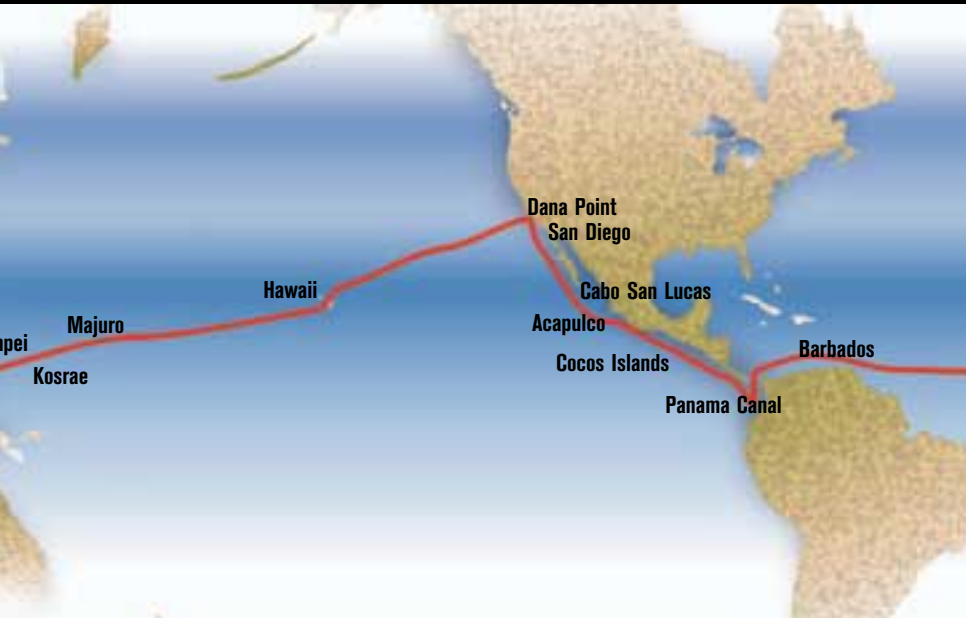 Dana Point
San Diego
Hawaii
Cabo San Lucas
Majuro
Acapulco
Barbados
Cocos Islands
Kosrae
Panama Canal